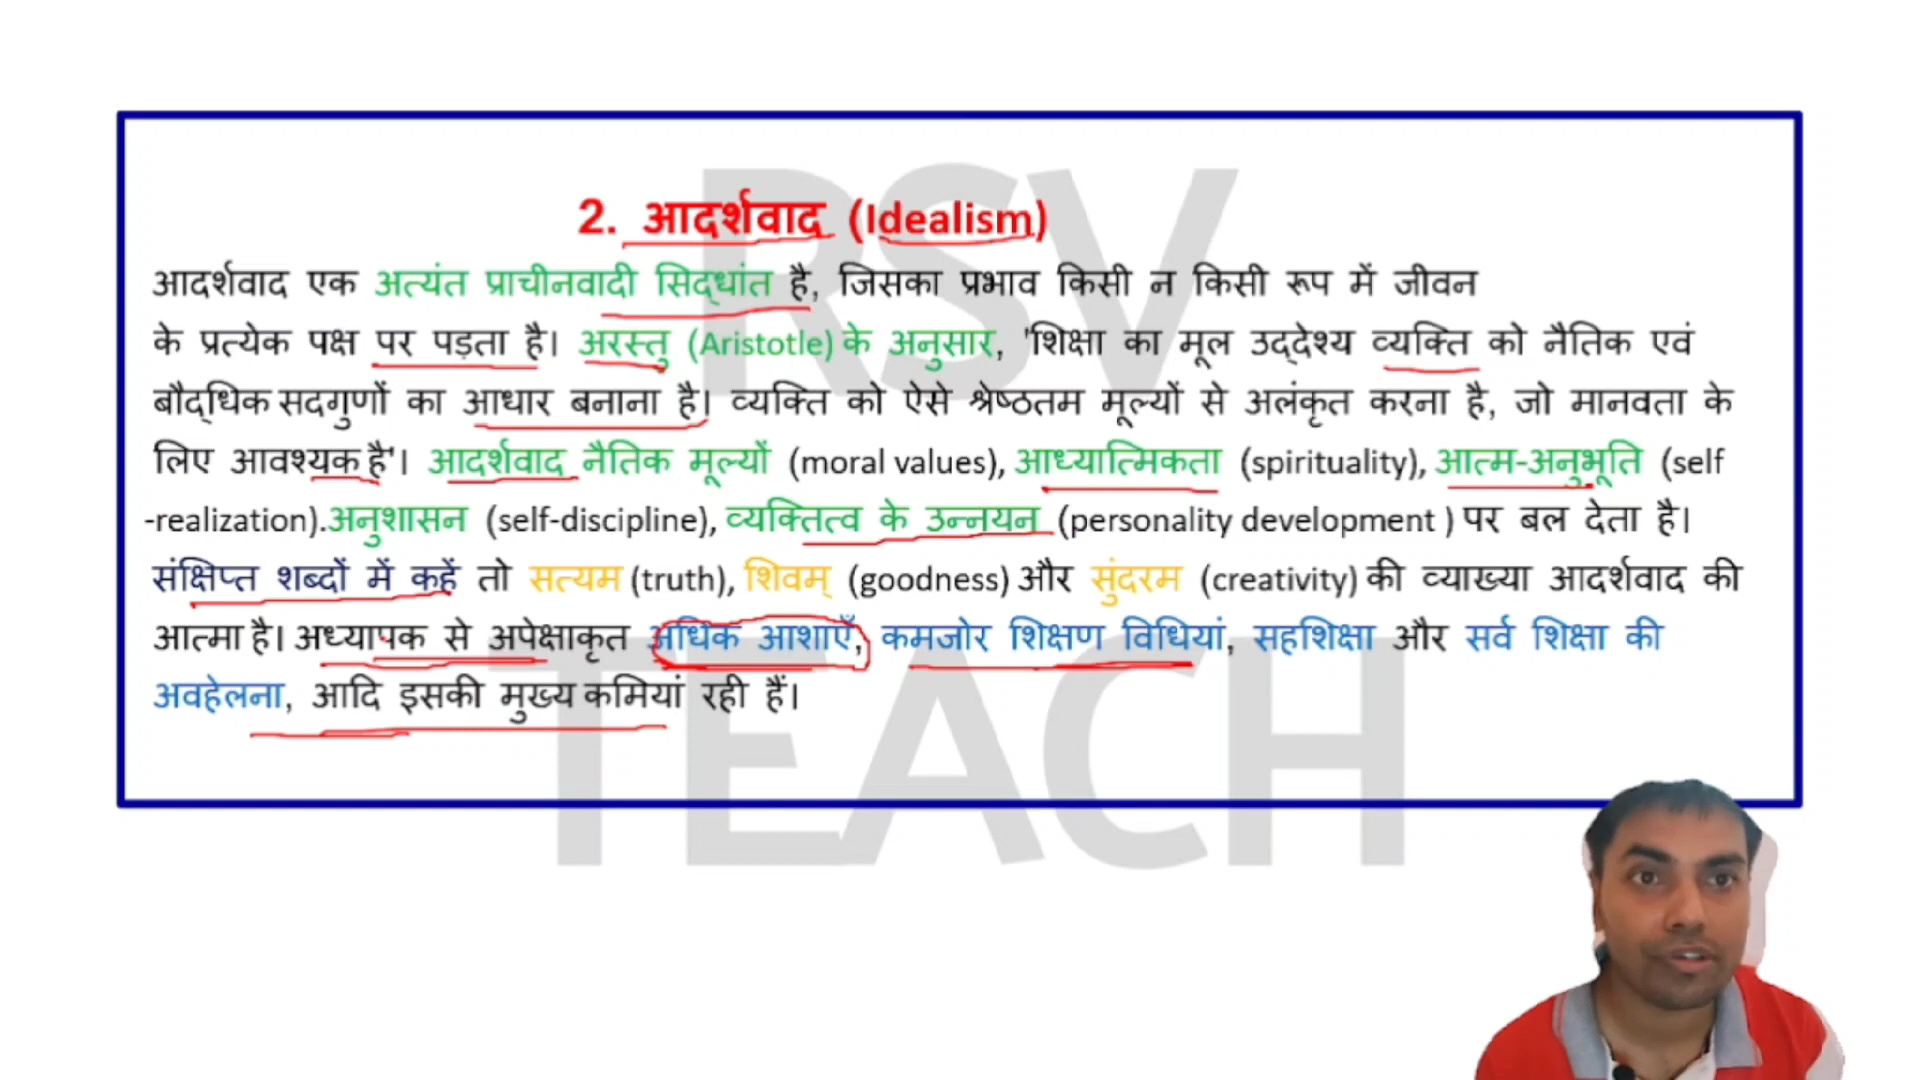 2. आदर्शवाद (Idealism)
आदर्शवाद एक अत्यंत प्राचीनवादी सिद्धांत है, जिसका प्रभाव किसी न किसी रूप में जीवन
के प्रत्येक पक्ष पर पड़ता है। अरस्तु (Aristotle) के अनुसार, 'शिक्षा का मूल उद्देश्य व्यक्ति को नैतिक एवं
बौद्धिक सदगुणों का आधार बनाना है। व्यक्ति को ऐसे श्रेष्ठतम मूल्यों से अलंकृत करना है, जो मानवता के
लिए आवश्यक है'। आदर्शवाद नैतिक मूल्यों (moral values), आध्यात्मिकता (spirituality), आत्म-अनुभूति (self
-realization).अनुशासन (self-discipline), व्यक्तित्व के उन्नयन (personality development ) पर बल देता है।
संक्षिप्त शब्दों में कहें तो सत्यम (truth), शिवम् (goodness) और सुंदरम (creativity) की व्याख्या आदर्शवाद की
आत्मा है। अध्यापक से अपेक्षाकृत अधिक आशाएँ, कमजोर शिक्षण विधियां, सहशिक्षा और सर्व शिक्षा की
अवहेलना, आदि इसकी मुख्य कमियां रही हैं।
RSV
TEACH